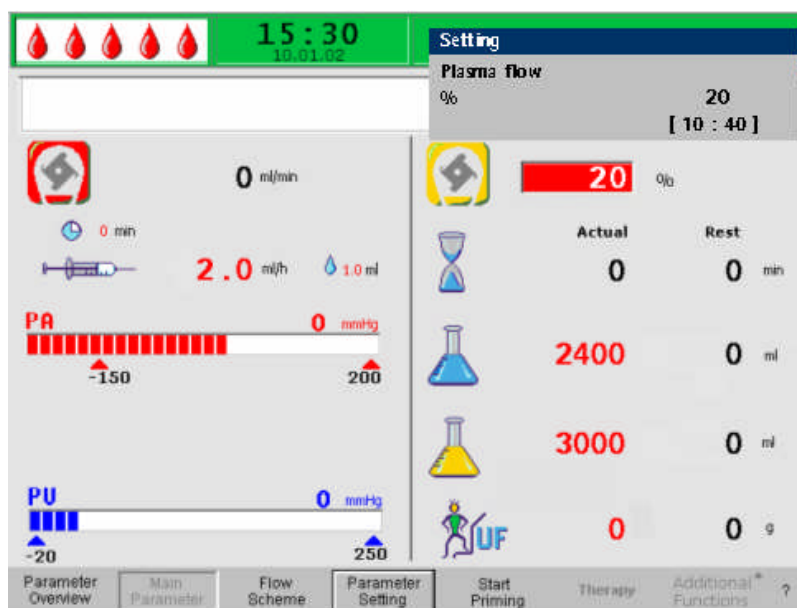 15:30
10.01.02
Setting
Plasma flow
% 20
[ 10 : 40 ]
0 ml/min
20 %
0 min
Actual Rest
2.0 ml/h 1.0 ml
0 0 min
PA 0 mmHg
-150 200
2400 0 ml
3000 0 ml
PU 0 mmHg
-20 250
UF 0 0 g
Parameter Overview
Main Parameter
Flow Scheme
Parameter Setting
Start Priming
Therapy
Additional Functions *
?